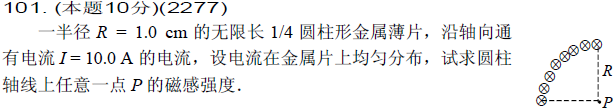 101. (本题10分)(2277)
一半径 R = 1.0 cm 的无限长 1/4 圆柱形金属薄片，沿轴向通
有电流 I = 10.0 A 的电流，设电流在金属片上均匀分布，试求圆柱
轴线上任意一点 P 的磁感强度．
R
P